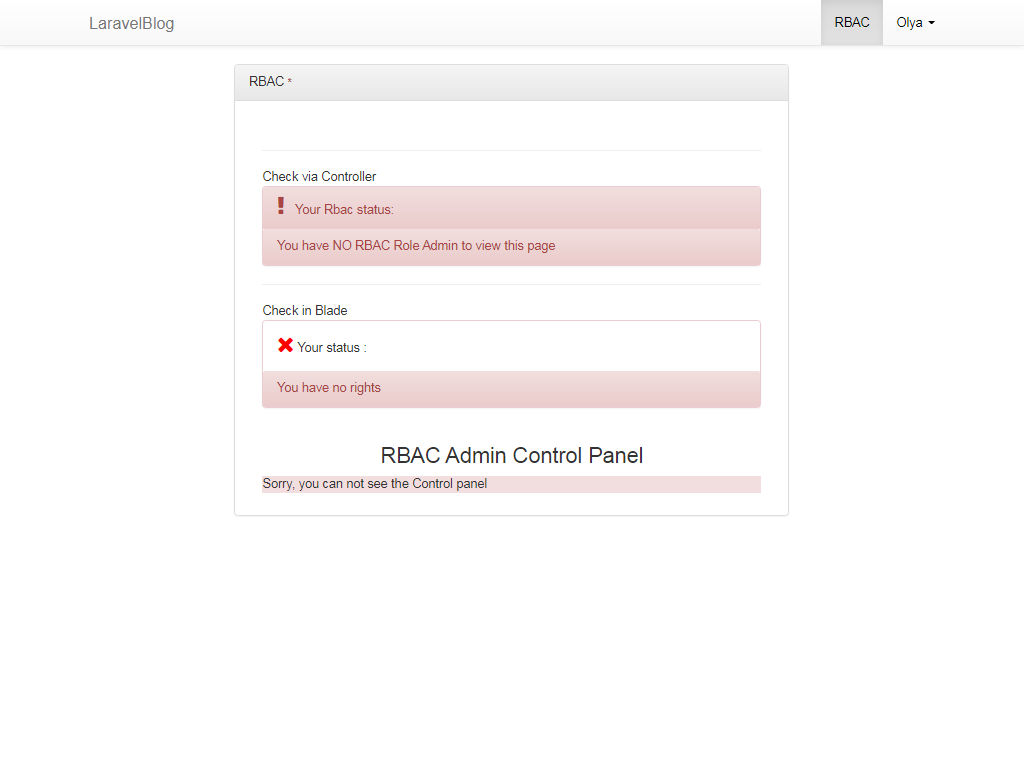 LaravelBlog
RBAC
Olya
RBAC *
Check via Controller
Your Rbac status:
You have NO RBAC Role Admin to view this page
Check in Blade
Your status :
You have no rights
RBAC Admin Control Panel
Sorry, you can not see the Control panel